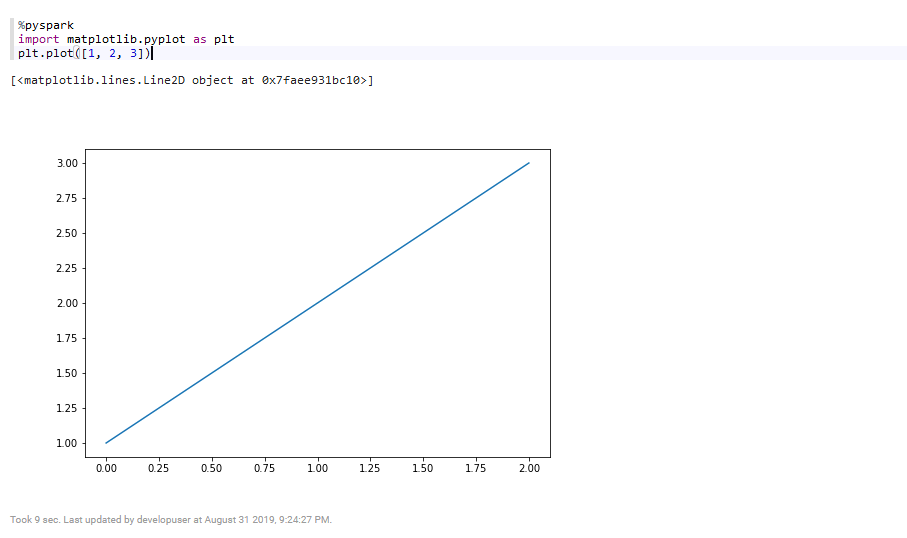 %pyspark
import matplotlib.pyplot as plt
plt.plot([1, 2, 3])
[<matplotlib.lines.Line2D object at 0x7faee931bc10>]
3.00
2.75
2.50
2.25
2.00
1.75
1.50
1.25
1.00
0.00 0.25 0.50 0.75 1.00 1.25 1.50 1.75 2.00
Took 9 sec. Last updated by developuser at August 31 2019, 9:24:27 PM.